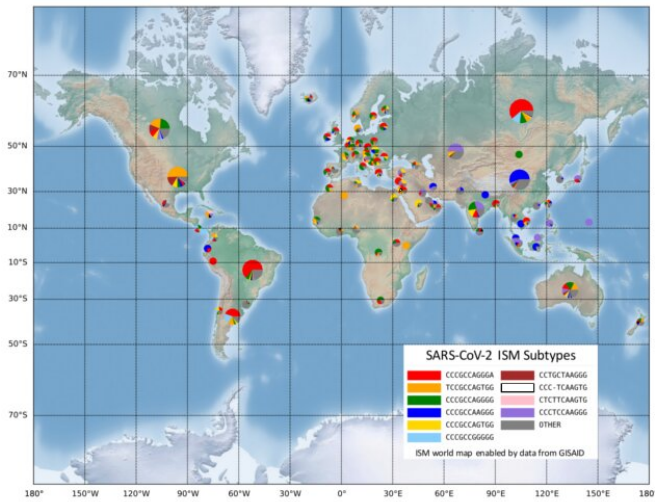 70°N
50°N
30°N
10°N
10°S
30°S
50°S
70°S
SARS-CoV-2 ISM Subtypes
CCCGCCAGGGA CCTGCTAAGGG
TCCGCCAGTGG CCC-TCAAGTG
CCCGCCAGGGG CTCTTCAAGTG
CCCGCCAAGGG CCCTCCAAGGG
CCCGCCAGTGG OTHER
CCCGCCGGGGG
ISM world map enabled by data from GISAID
180° 150°W 120°W 90°W 60°W 30°W 0° 30°E 60°E 90°E 120°E 150°E 180°